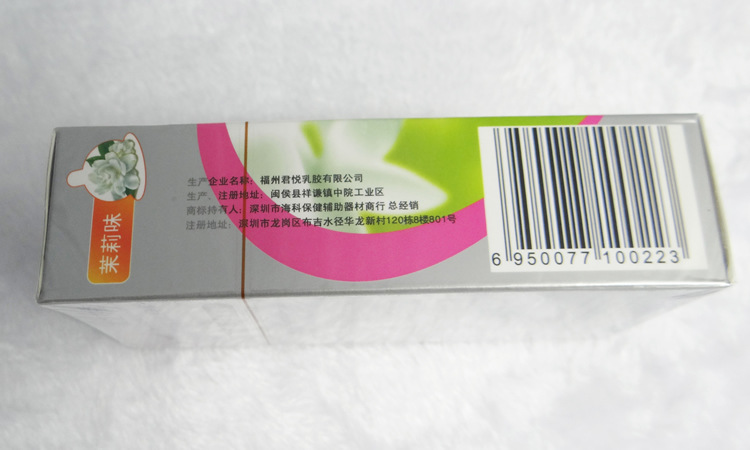 茉莉味
生产企业名称：福州君悦乳胶有限公司
生产、注册地址：闽侯县祥谦镇中院工业区
商标持有人：深圳市海科保健辅助器材商行 总经销
注册地址：深圳市龙岗区布吉水径华龙新村120栋8楼801号
6 950077 100223